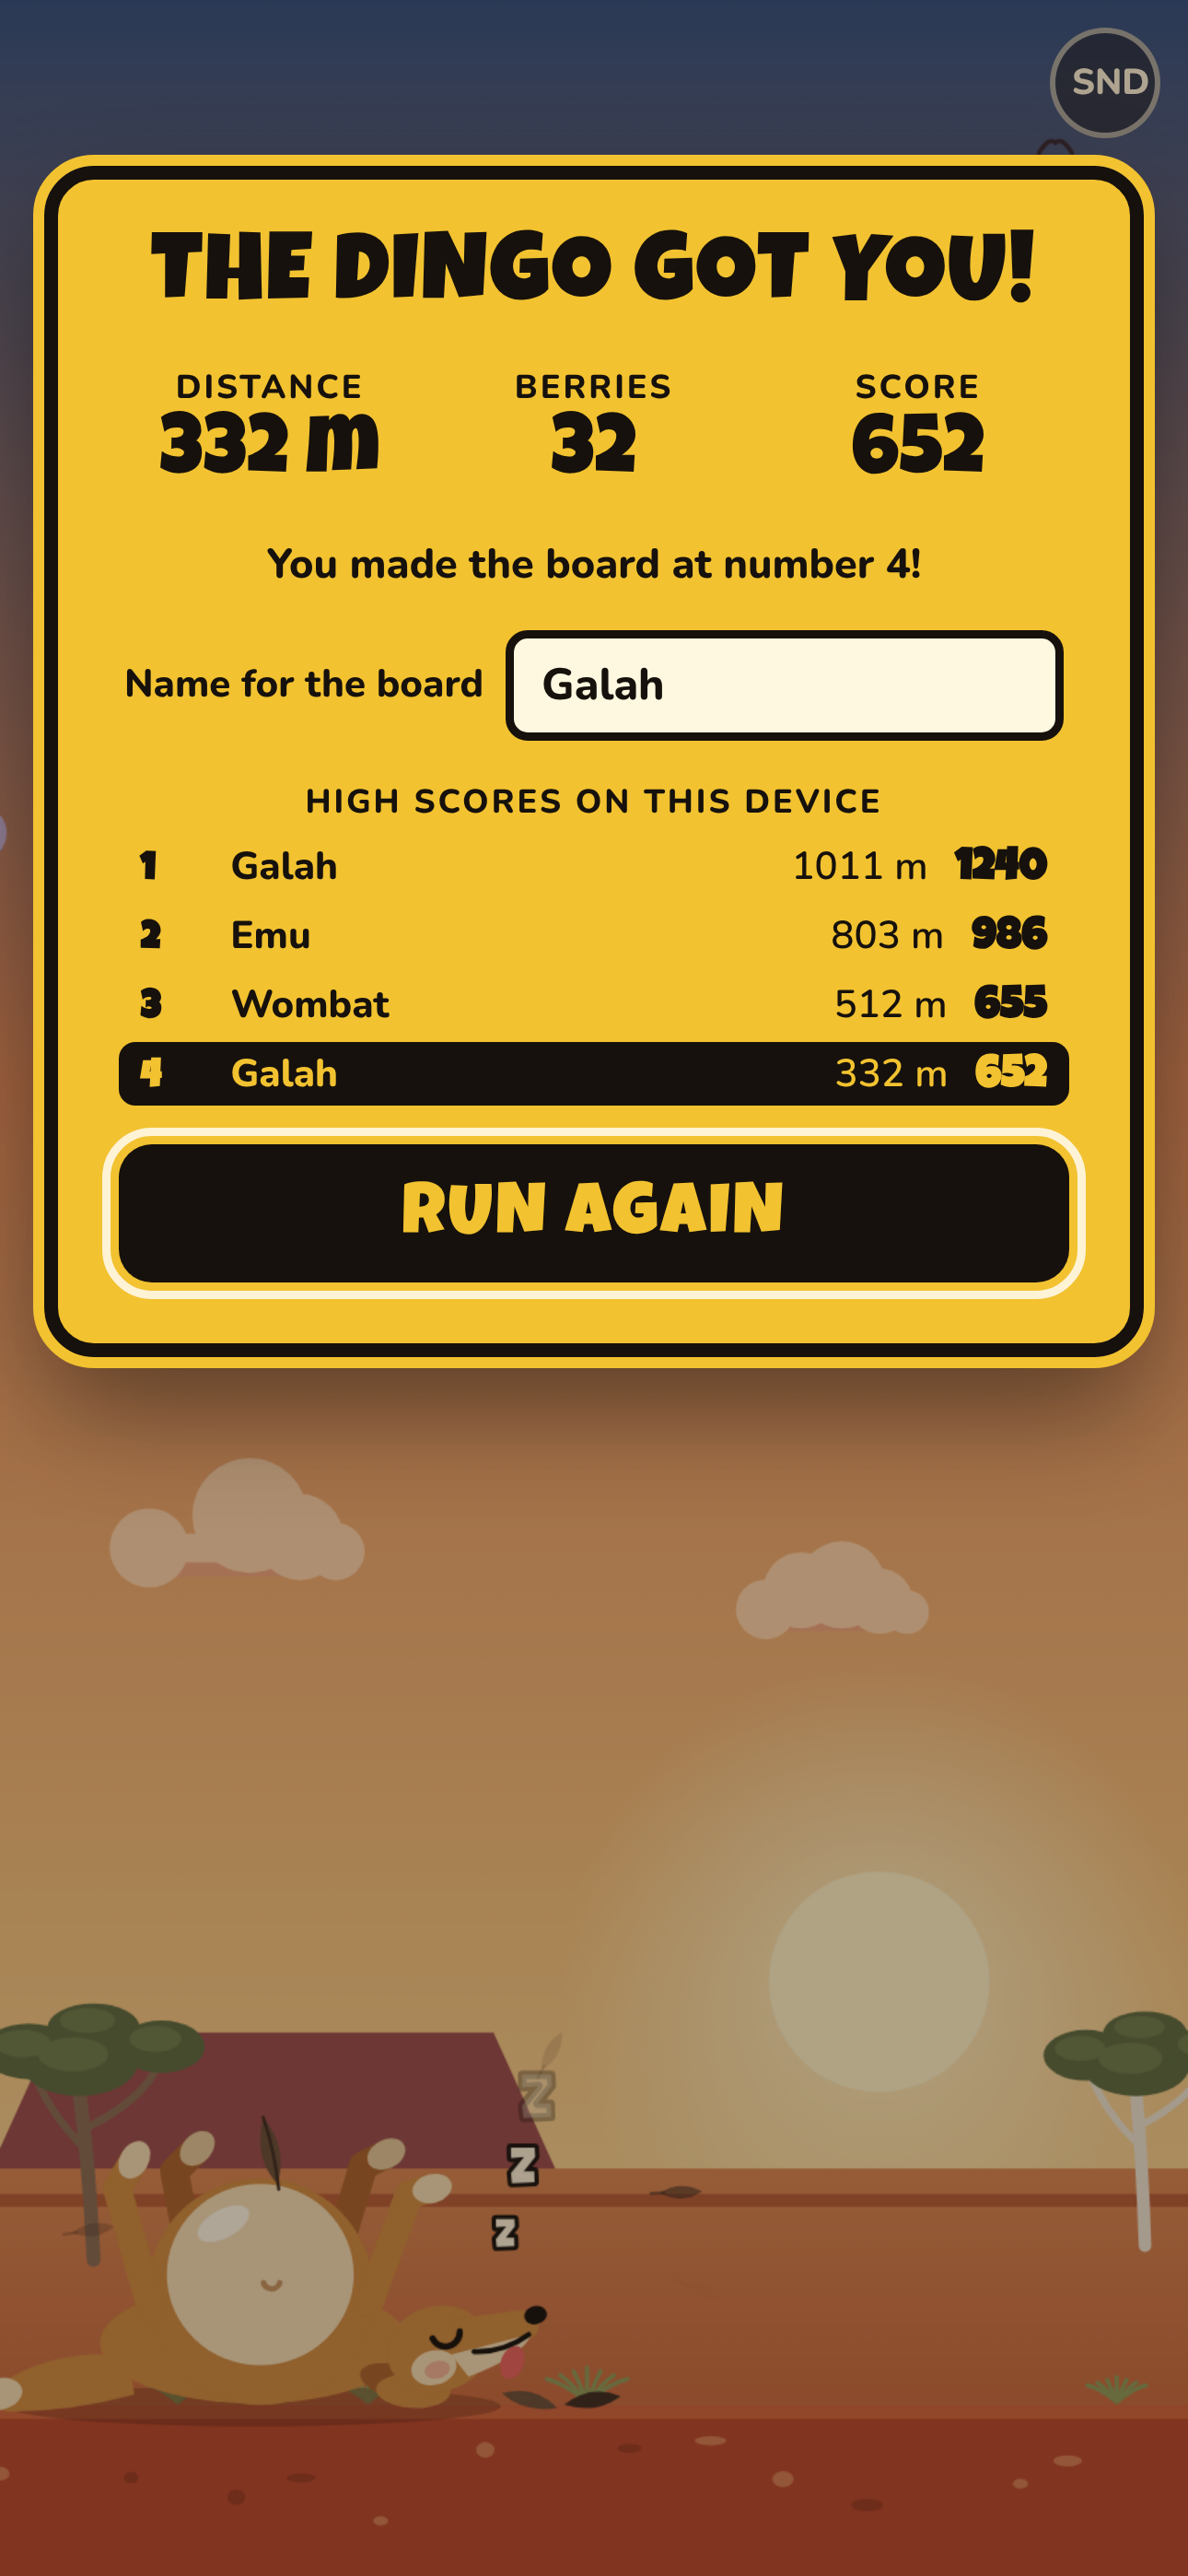 SND
THE DINGO GOT YOU!
DISTANCE BERRIES SCORE
332 m 32 652
You made the board at number 4!
Name for the board Galah
HIGH SCORES ON THIS DEVICE
1 Galah 1011 m 1240
2 Emu 803 m 986
3 Wombat 512 m 655
4 Galah 332 m 652
RUN AGAIN
Z
Z
Z